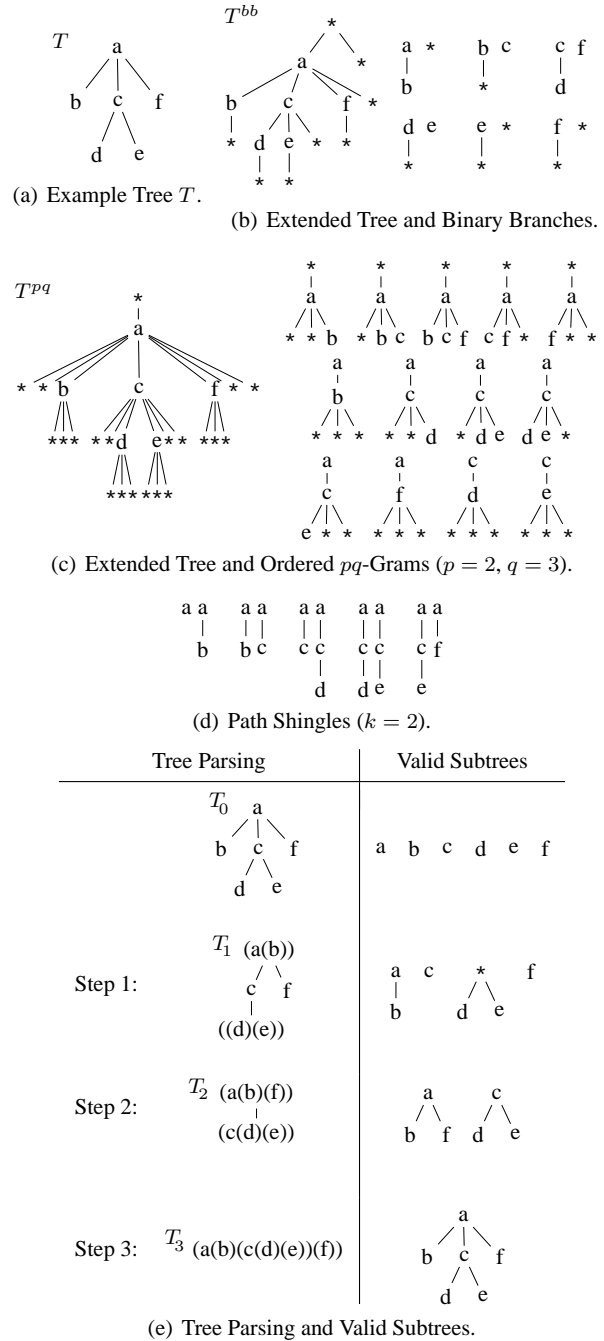 T
a
b c f
d e
(a) Example Tree T.
T^bb
*
a *
b c f *
* d e * * *
* *
a * b c c f
b * d
d e e * f *
* * *
(b) Extended Tree and Binary Branches.
T^pq
*
a
* * b c f * *
*** **d e** ***
*** ***
* * * * *
a a a a a
* * b * b c b c f c f * f * *
a a a a
b c c c
* * * * * d * d e d e *
a a c c
c f d e
e * * * * * * * * * * *
(c) Extended Tree and Ordered pq-Grams (p = 2, q = 3).
a a a a a a a a a a
b b c c c c c c f
d d e e
(d) Path Shingles (k = 2).
Tree Parsing Valid Subtrees
T0 a
b c f a b c d e f
d e
T1 (a(b))
Step 1: c f a c * f
((d)(e)) b d e
Step 2: T2 (a(b)(f)) a c
(c(d)(e)) b f d e
a
Step 3: T3 (a(b)(c(d)(e))(f)) b c f
d e
(e) Tree Parsing and Valid Subtrees.